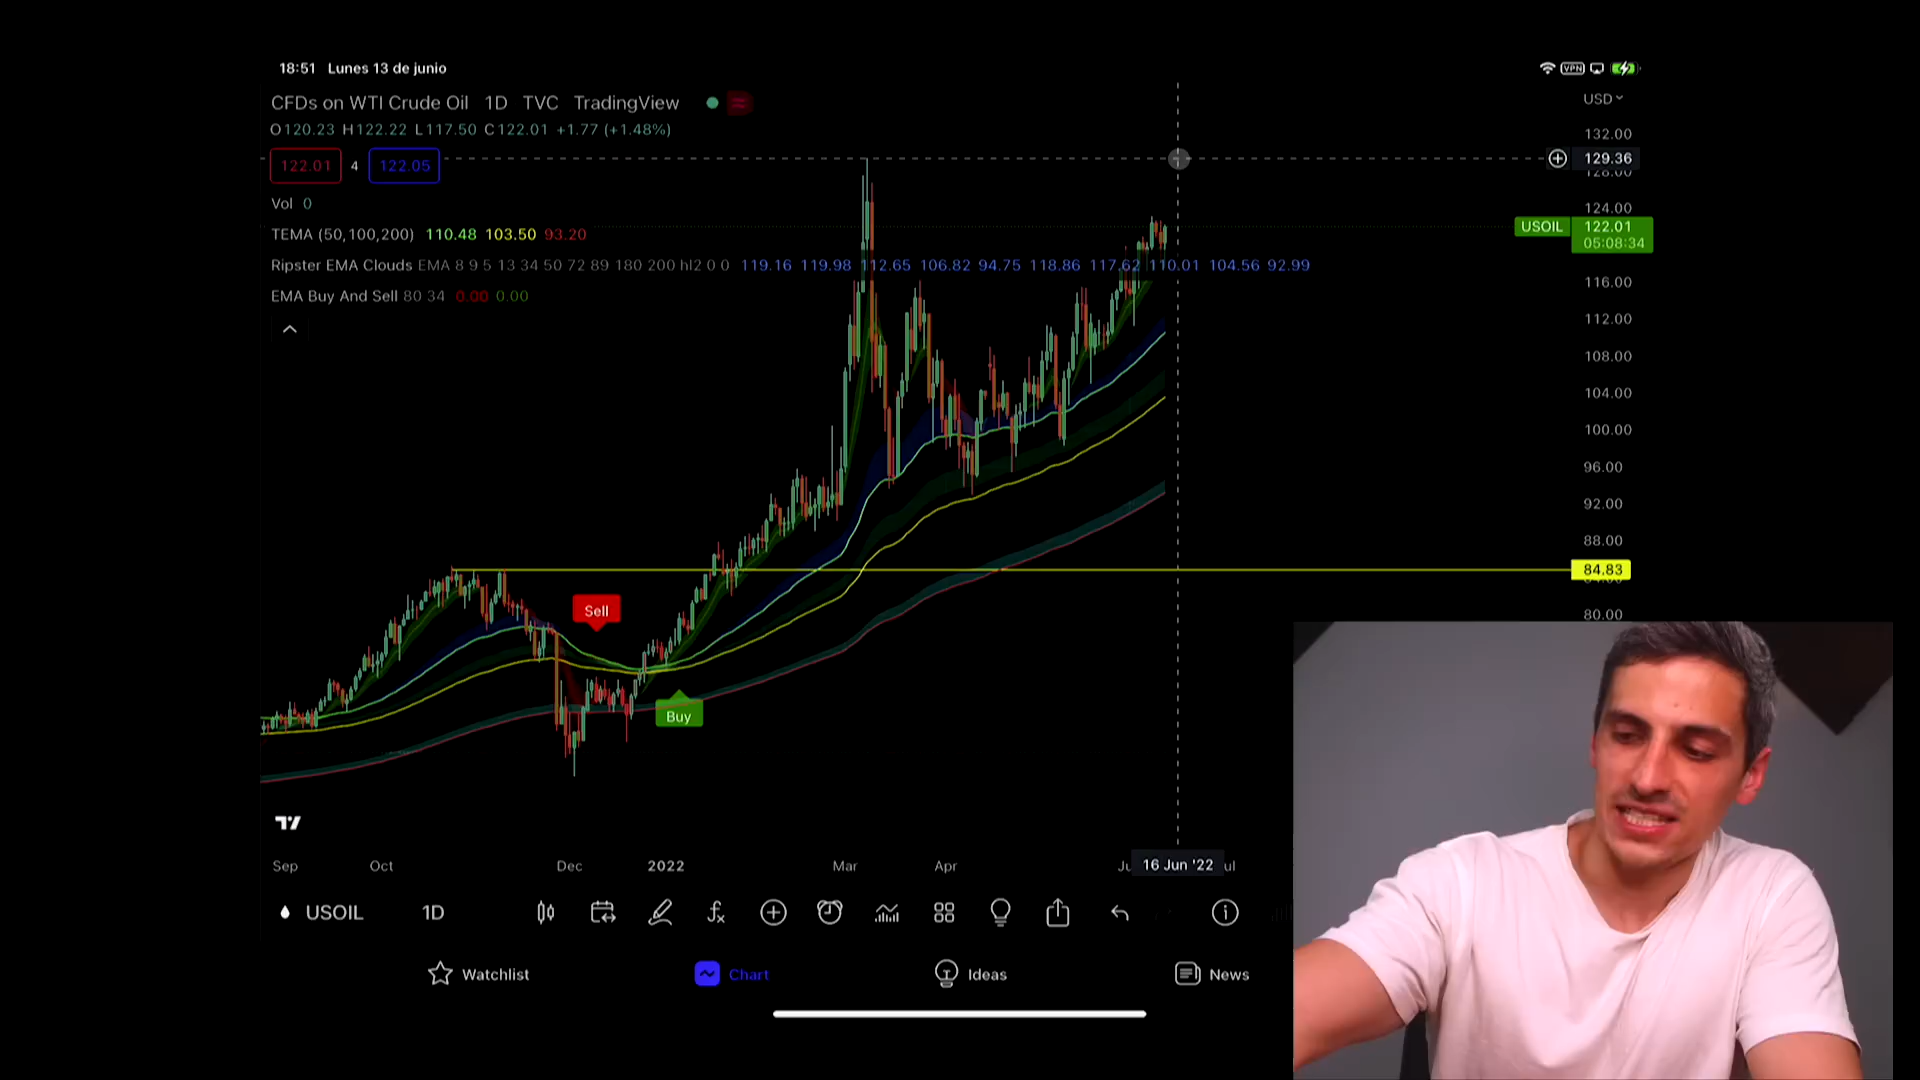 18:51 Lunes 13 de junio
VPN
CFDs on WTI Crude Oil 1D TVC TradingView
USD
O120.23 H122.22 L117.50 C122.01 +1.77 (+1.48%)
132.00
122.01 4 122.05
129.36
128.00
Vol 0
124.00
TEMA (50,100,200) 110.48 103.50 93.20
USOIL 122.01
05:08:34
Ripster EMA Clouds EMA 8 9 5 13 34 50 72 89 180 200 hl2 0 0 119.16 119.98 112.65 106.82 94.75 118.86 117.62 110.01 104.56 92.99
116.00
EMA Buy And Sell 80 34 0.00 0.00
112.00
108.00
104.00
100.00
96.00
92.00
88.00
84.83
80.00
Sell
Buy
Sep Oct Dec 2022 Mar Apr 16 Jun '22
USOIL 1D
Watchlist Chart Ideas News